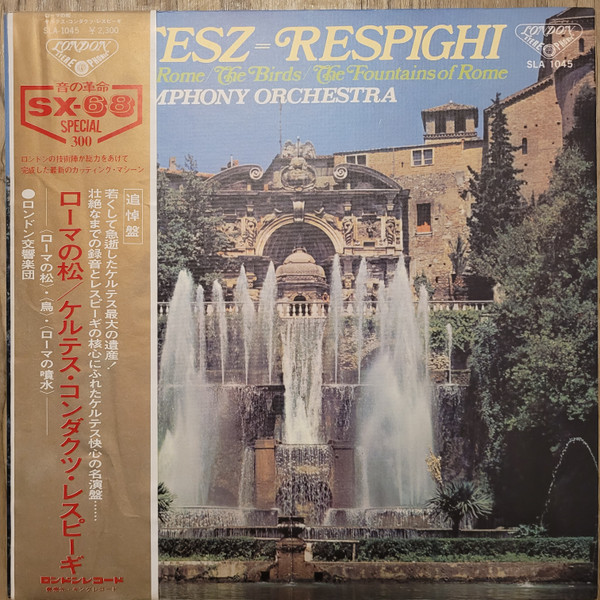 SLA-1045 ¥2,300
LONDON
音の革命
SX-68
SPECIAL
300
ロンドンの技術陣が総力をあげて
完成した最新のカッティング・マシーン
追悼盤
若くして急逝したケルテス最大の遺産!
壮絶なまでの録音とレスピーギの核心にふれたケルテス快心の名演盤……
ローマの松/ケルテス・コンダクツ・レスピーギ
〈ローマの松〉・〈鳥〉・〈ローマの噴水〉
●ロンドン交響楽団
ロンドンレコード
TESZ=RESPIGHI
Rome/The Birds/The Fountains of Rome
MPHONY ORCHESTRA
LONDON
SLA 1045